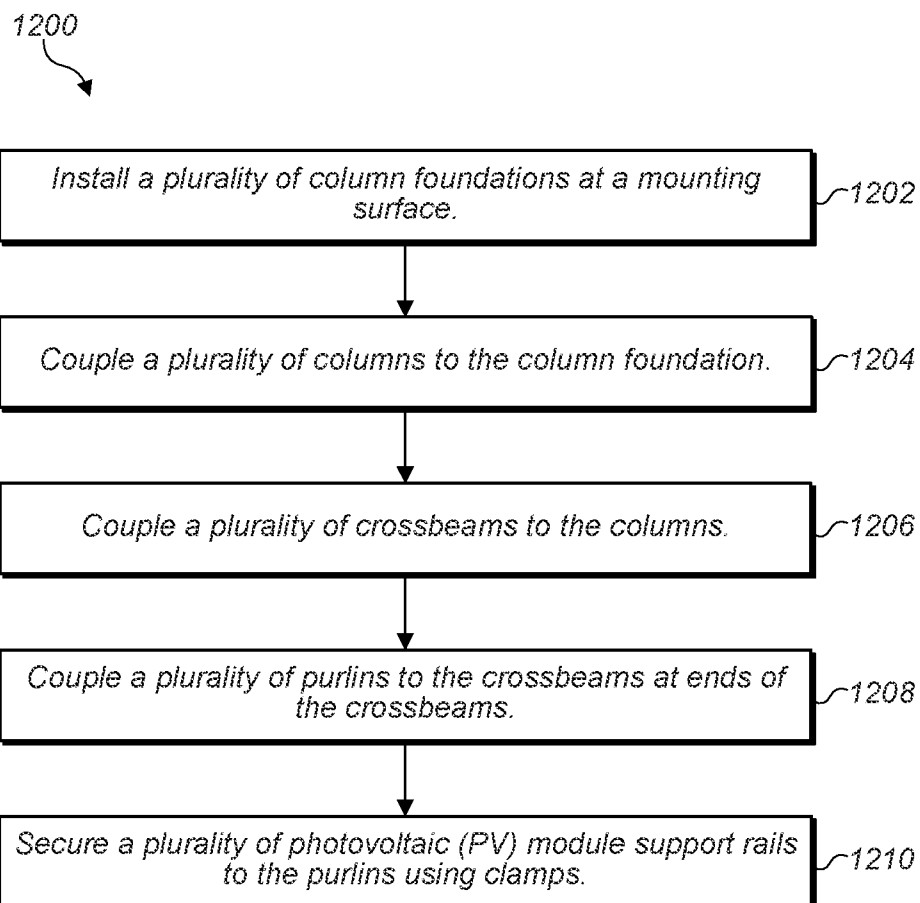 1200
Install a plurality of column foundations at a mounting
surface.
1202
Couple a plurality of columns to the column foundation.
1204
Couple a plurality of crossbeams to the columns.
1206
Couple a plurality of purlins to the crossbeams at ends of
the crossbeams.
1208
Secure a plurality of photovoltaic (PV) module support rails
to the purlins using clamps.
1210